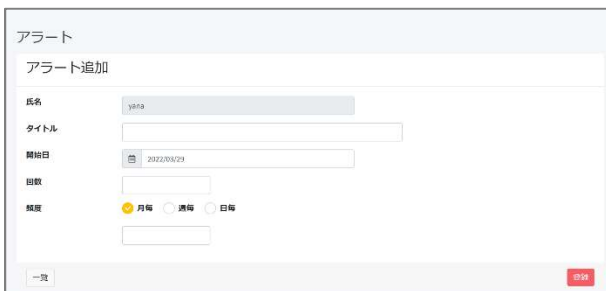 アラート
アラート追加
氏名 yana
タイトル
開始日 2022/03/29
回数
頻度 月毎 週毎 日毎
一覧 登録